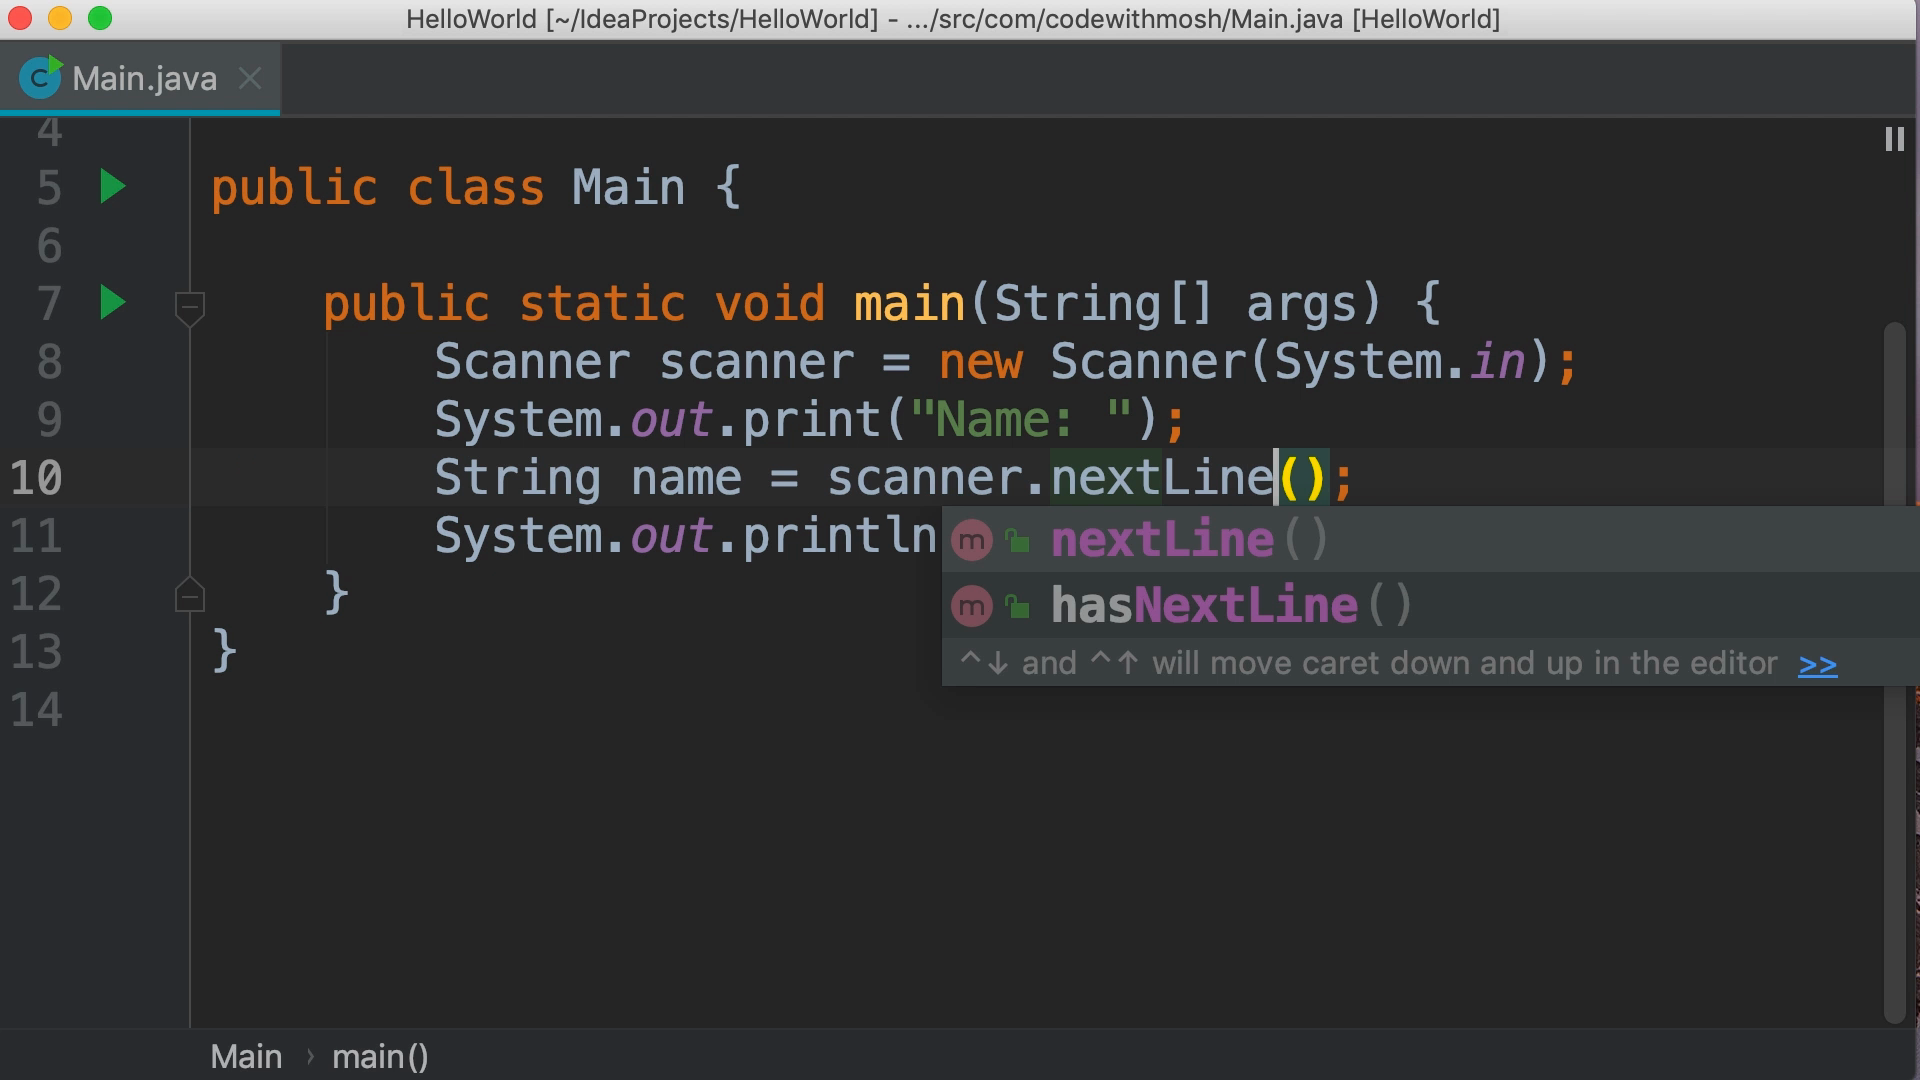 HelloWorld [~/IdeaProjects/HelloWorld] - .../src/com/codewithmosh/Main.java [HelloWorld]
C Main.java
4
5 public class Main {
6
7 public static void main(String[] args) {
8 Scanner scanner = new Scanner(System.in);
9 System.out.print("Name: ");
10 String name = scanner.nextLine();
11 System.out.println
m nextLine()
12 }
m hasNextLine()
^↓ and ^↑ will move caret down and up in the editor >>
13 }
14
Main › main()